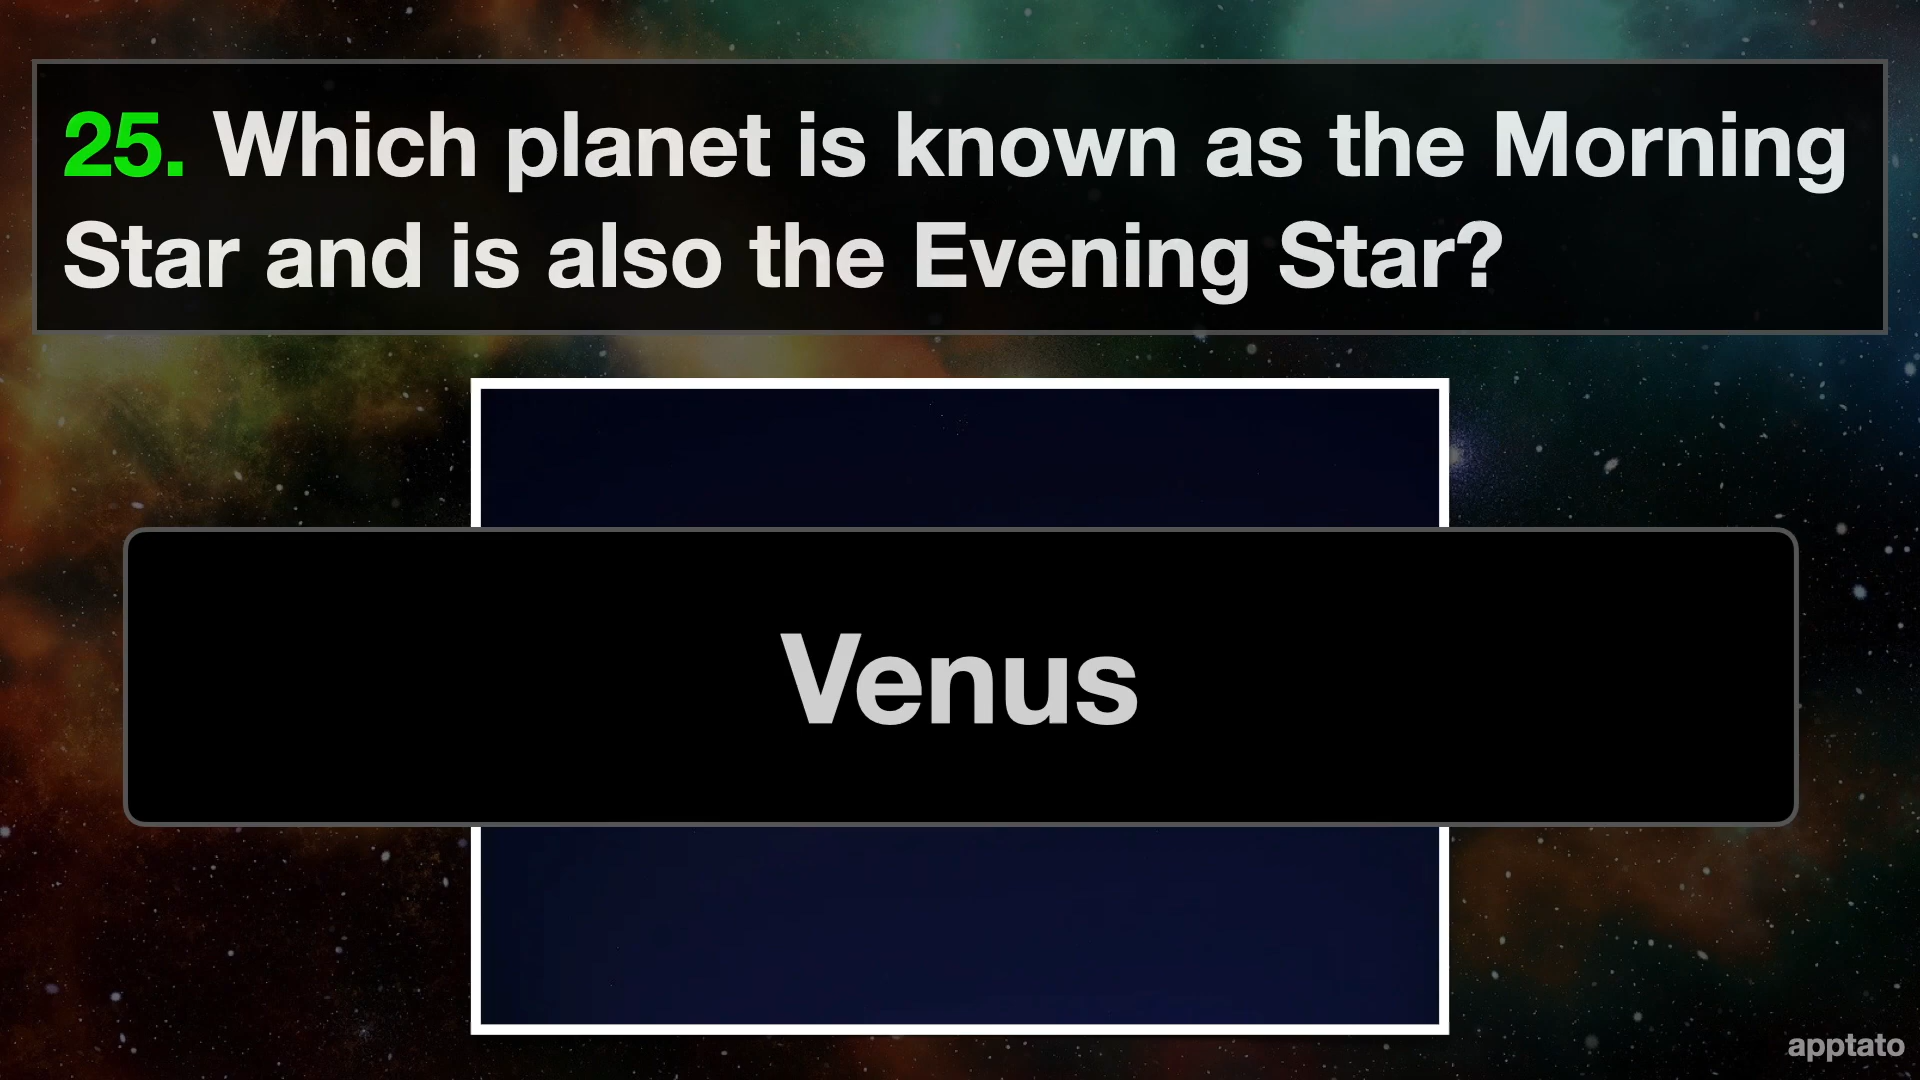 25. Which planet is known as the Morning
Star and is also the Evening Star?
Venus
apptato